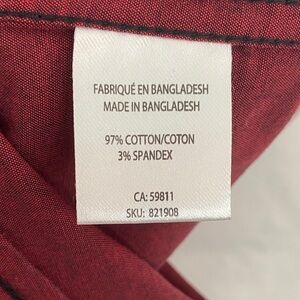 FABRIQUÉ EN BANGLADESH
MADE IN BANGLADESH
97% COTTON/COTON
3% SPANDEX
CA: 59811
SKU: 821908